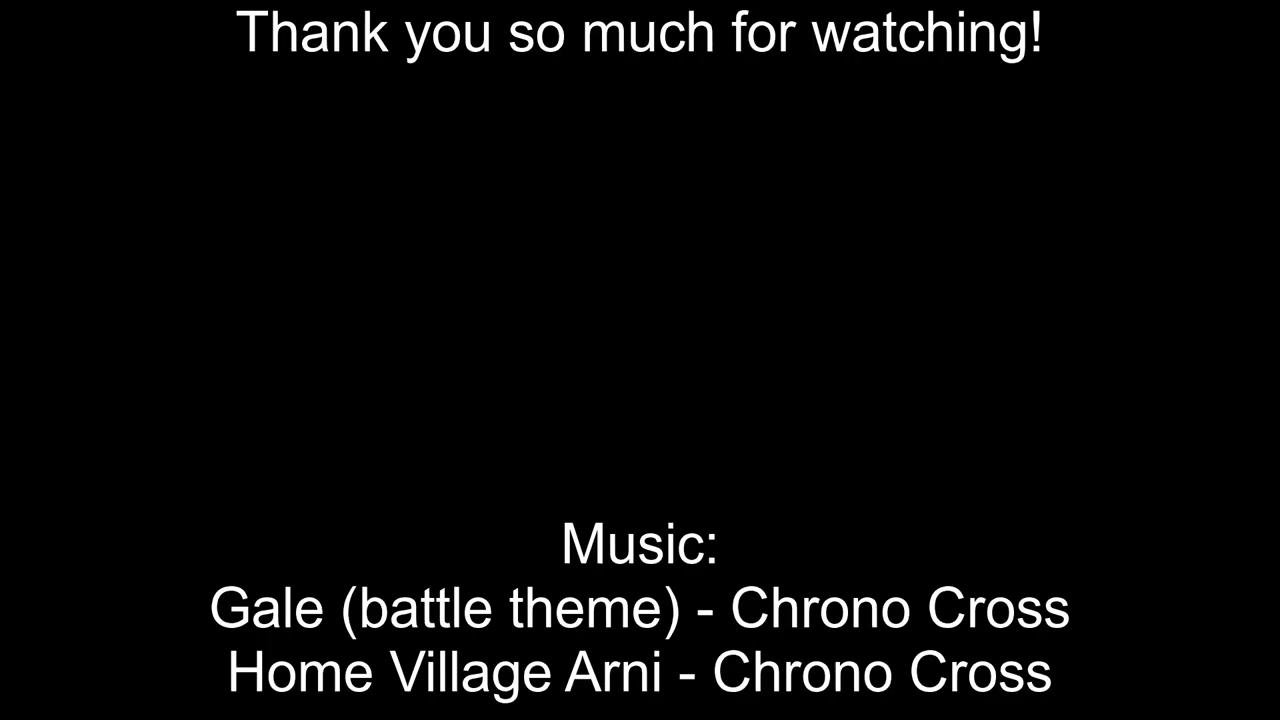 Thank you so much for watching!
Music:
Gale (battle theme) - Chrono Cross
Home Village Arni - Chrono Cross